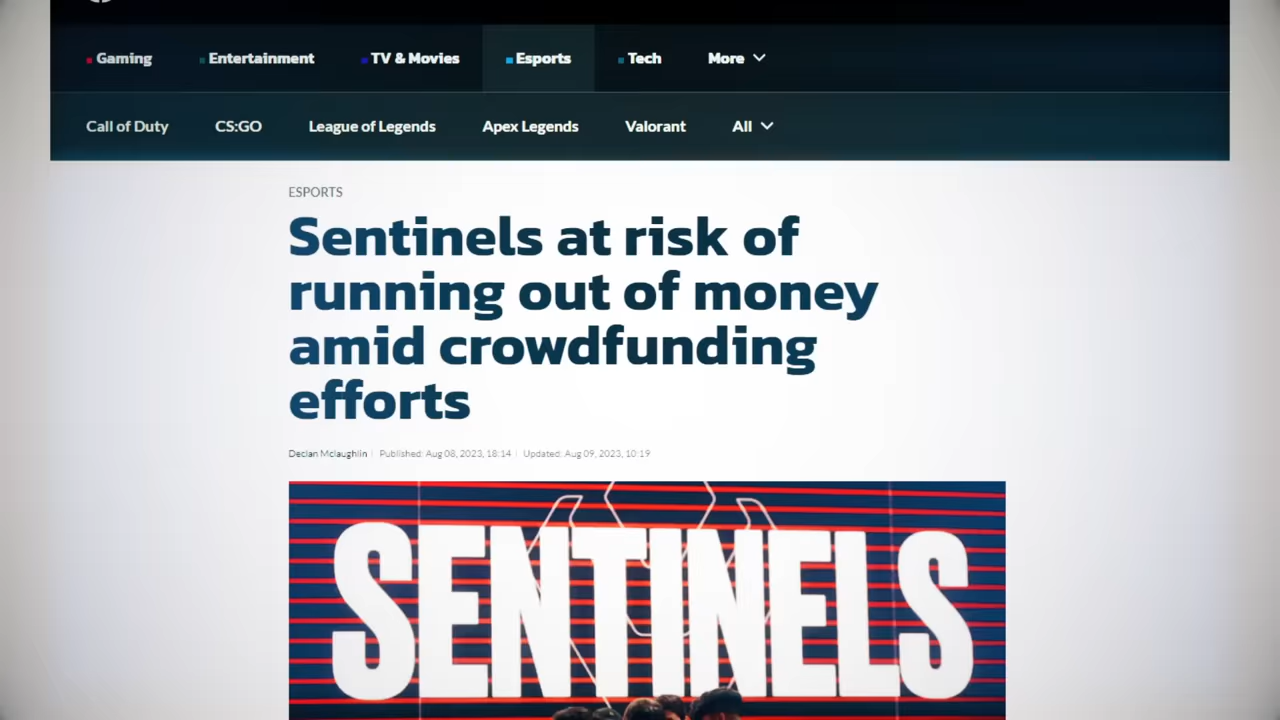 Gaming Entertainment TV & Movies Esports Tech More
Call of Duty CS:GO League of Legends Apex Legends Valorant All
ESPORTS
Sentinels at risk of
running out of money
amid crowdfunding
efforts
Declan Mclaughlin | Published: Aug 08, 2023, 18:14 | Updated: Aug 09, 2023, 10:19
SENTINELS